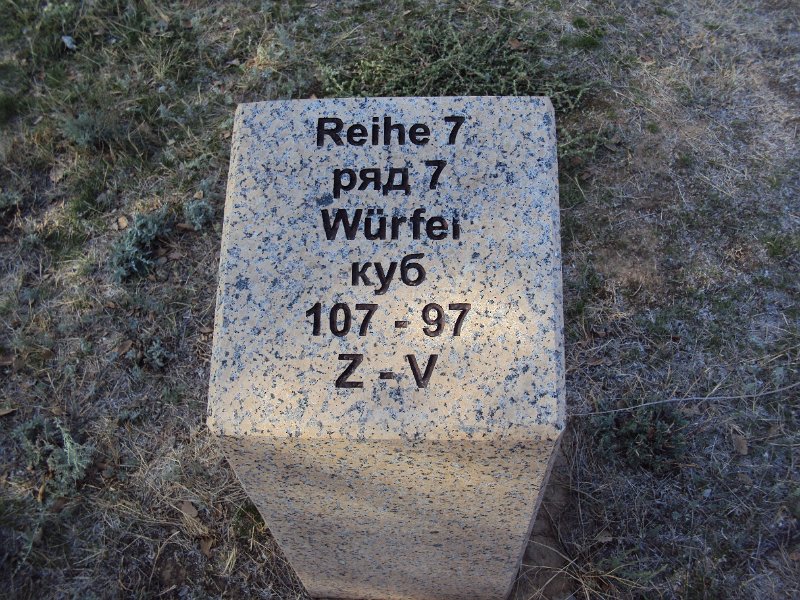 Reihe 7
ряд 7
Würfel
куб
107 - 97
Z - V